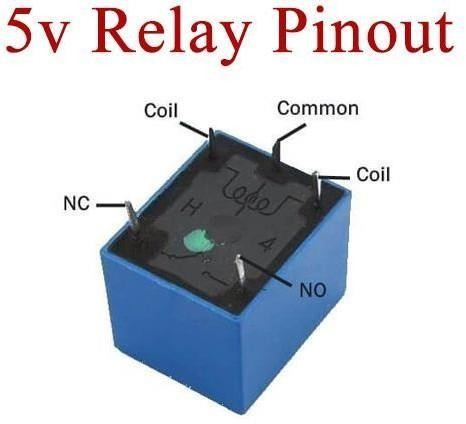 5v Relay Pinout
Coil
Common
Coil
NC
H
4
NO